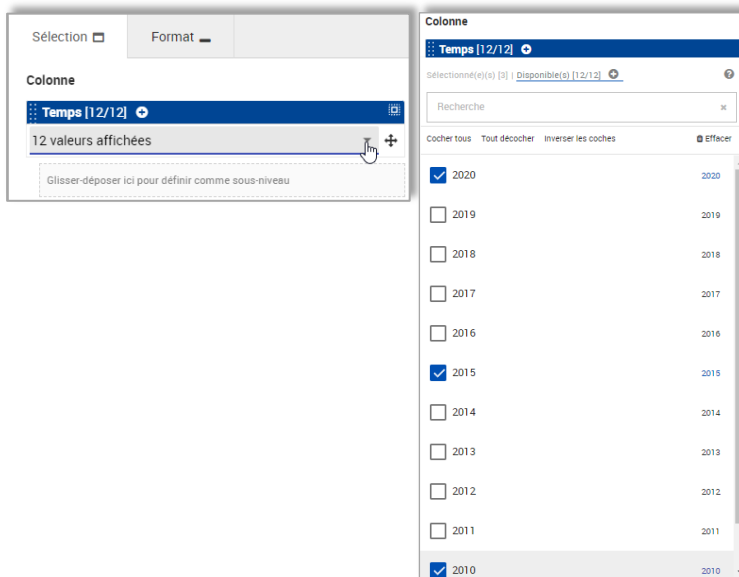 Sélection
Format
Colonne
Temps [12/12]
12 valeurs affichées
Glisser-déposer ici pour définir comme sous-niveau
Colonne
Temps [12/12]
Sélectionné(e)(s) [3] | Disponible(s) [12/12]
Recherche
Cocher tous Tout décocher Inverser les coches Effacer
2020 2020
2019 2019
2018 2018
2017 2017
2016 2016
2015 2015
2014 2014
2013 2013
2012 2012
2011 2011
2010 2010